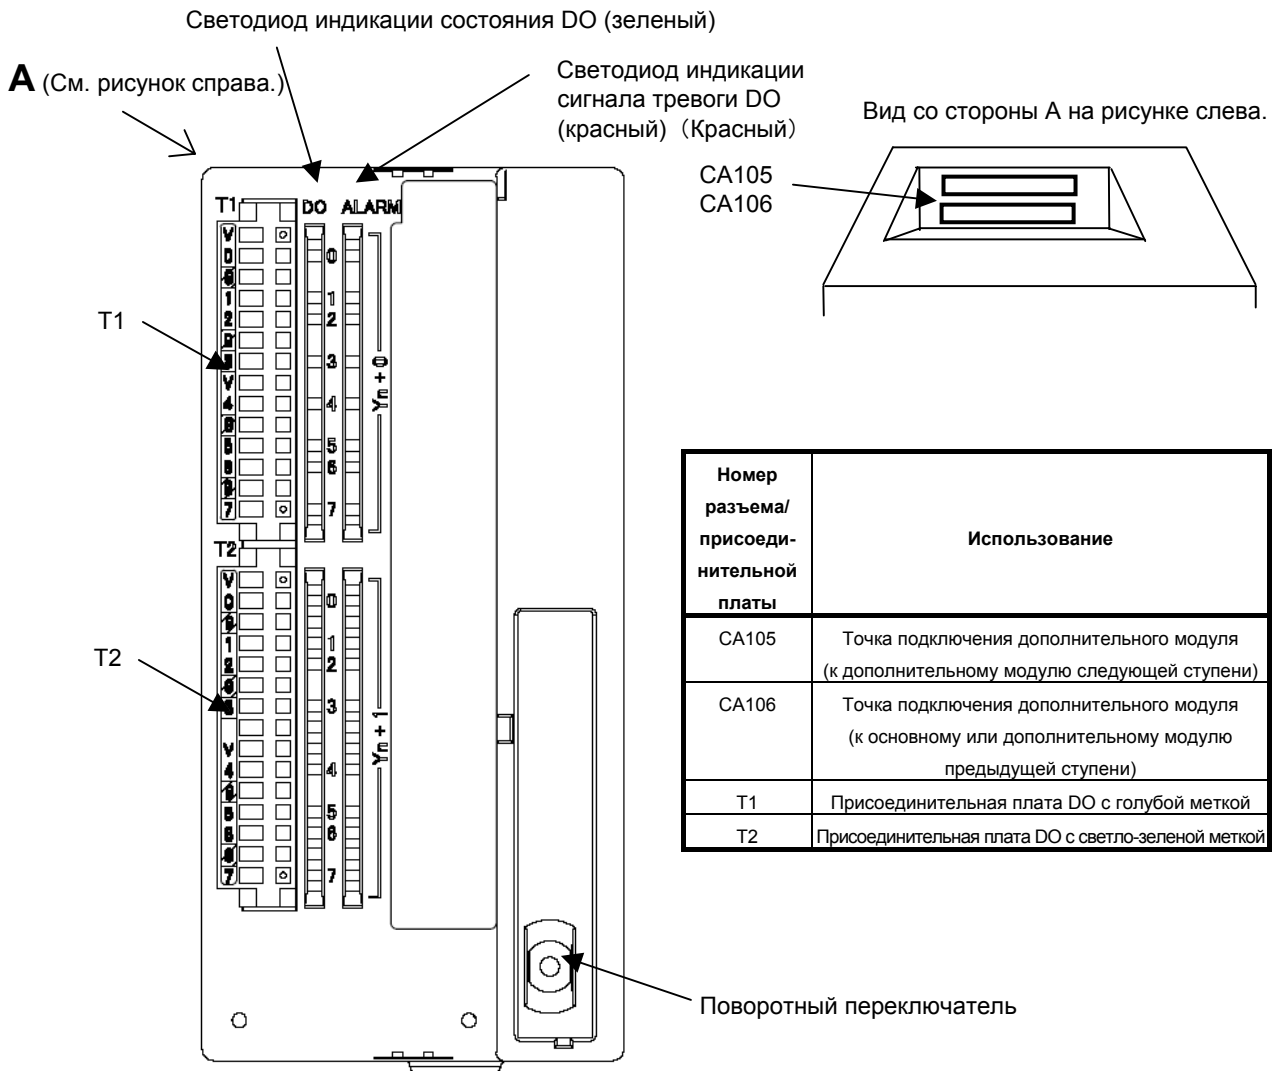 Светодиод индикации состояния DO (зеленый)
A (См. рисунок справа.)
Светодиод индикации
сигнала тревоги DO
(красный)（Красный）
Вид со стороны А на рисунке слева.
CA105
CA106
T1
DO ALARM
V
0
1
2
V
4
7
0
1
2
3
4
5
6
7
Yn + 0
T1
T2
V
1
2
V
4
5
7
0
1
2
3
4
5
6
7
Yn + 1
T2
Номер
разъема/
присоеди-
нительной
платы
Использование
CA105
Точка подключения дополнительного модуля
(к дополнительному модулю следующей ступени)
CA106
Точка подключения дополнительного модуля
(к основному или дополнительному модулю
предыдущей ступени)
T1
Присоединительная плата DO с голубой меткой
T2
Присоединительная плата DO с светло-зеленой меткой
Поворотный переключатель